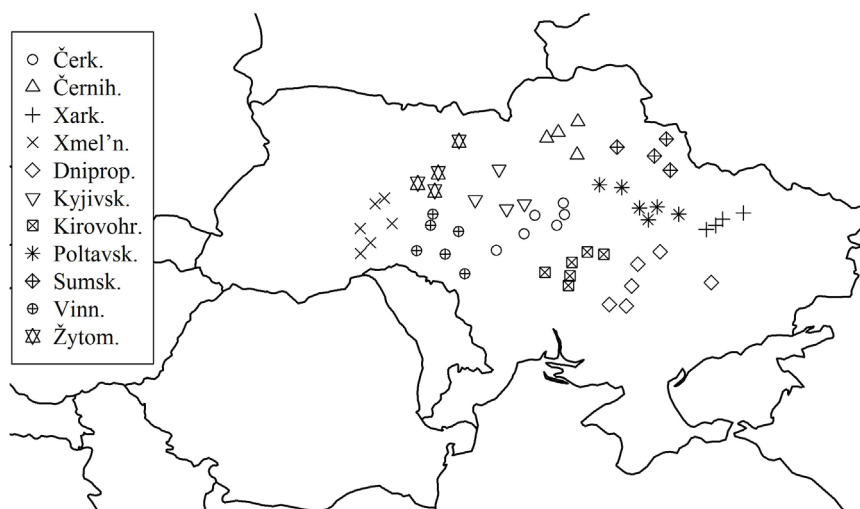 Čerk.
Černih.
Xark.
Xmel’n.
Dniprop.
Kyjivsk.
Kirovohr.
Poltavsk.
Sumsk.
Vinn.
Žytom.